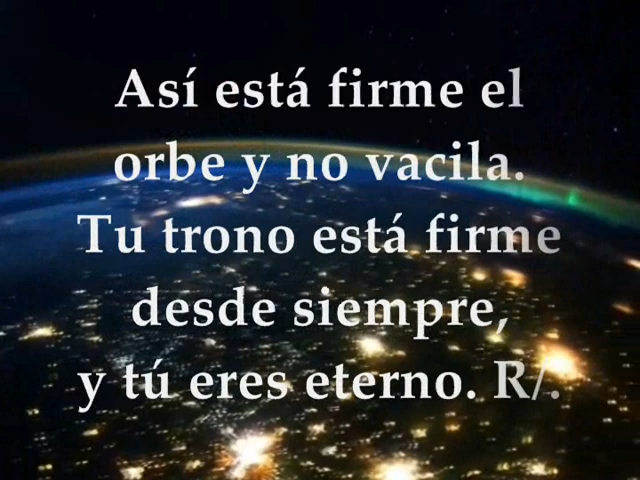 Así está firme el
orbe y no vacila.
Tu trono está firme
desde siempre,
y tú eres eterno. R/.